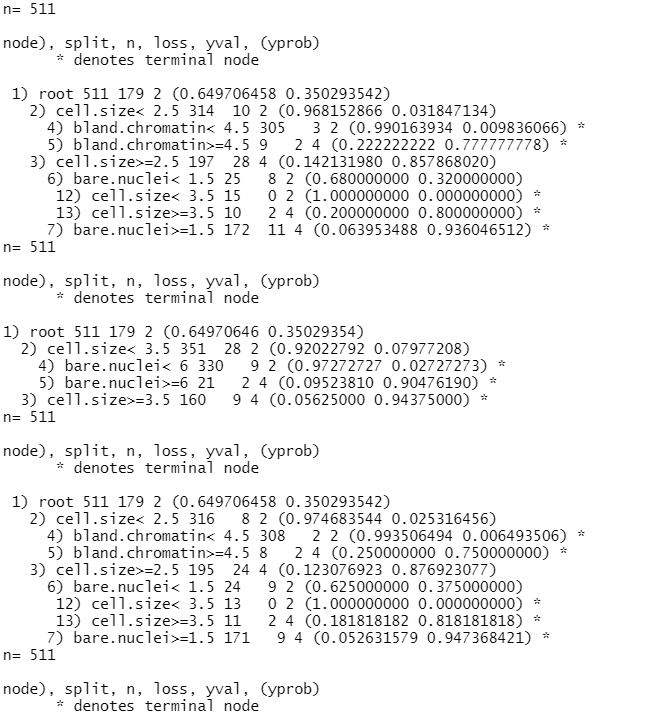 n= 511

node), split, n, loss, yval, (yprob)
      * denotes terminal node

 1) root 511 179 2 (0.649706458 0.350293542)
   2) cell.size< 2.5 314  10 2 (0.968152866 0.031847134)
     4) bland.chromatin< 4.5 305   3 2 (0.990163934 0.009836066) *
     5) bland.chromatin>=4.5 9   2 4 (0.222222222 0.777777778) *
   3) cell.size>=2.5 197  28 4 (0.142131980 0.857868020)
     6) bare.nuclei< 1.5 25   8 2 (0.680000000 0.320000000)
      12) cell.size< 3.5 15   0 2 (1.000000000 0.000000000) *
      13) cell.size>=3.5 10   2 4 (0.200000000 0.800000000) *
     7) bare.nuclei>=1.5 172  11 4 (0.063953488 0.936046512) *
n= 511

node), split, n, loss, yval, (yprob)
      * denotes terminal node

1) root 511 179 2 (0.64970646 0.35029354)
  2) cell.size< 3.5 351  28 2 (0.92022792 0.07977208)
    4) bare.nuclei< 6 330   9 2 (0.97272727 0.02727273) *
    5) bare.nuclei>=6 21   2 4 (0.09523810 0.90476190) *
  3) cell.size>=3.5 160   9 4 (0.05625000 0.94375000) *
n= 511

node), split, n, loss, yval, (yprob)
      * denotes terminal node

 1) root 511 179 2 (0.649706458 0.350293542)
   2) cell.size< 2.5 316   8 2 (0.974683544 0.025316456)
     4) bland.chromatin< 4.5 308   2 2 (0.993506494 0.006493506) *
     5) bland.chromatin>=4.5 8   2 4 (0.250000000 0.750000000) *
   3) cell.size>=2.5 195  24 4 (0.123076923 0.876923077)
     6) bare.nuclei< 1.5 24   9 2 (0.625000000 0.375000000)
      12) cell.size< 3.5 13   0 2 (1.000000000 0.000000000) *
      13) cell.size>=3.5 11   2 4 (0.181818182 0.818181818) *
     7) bare.nuclei>=1.5 171   9 4 (0.052631579 0.947368421) *
n= 511

node), split, n, loss, yval, (yprob)
      * denotes terminal node